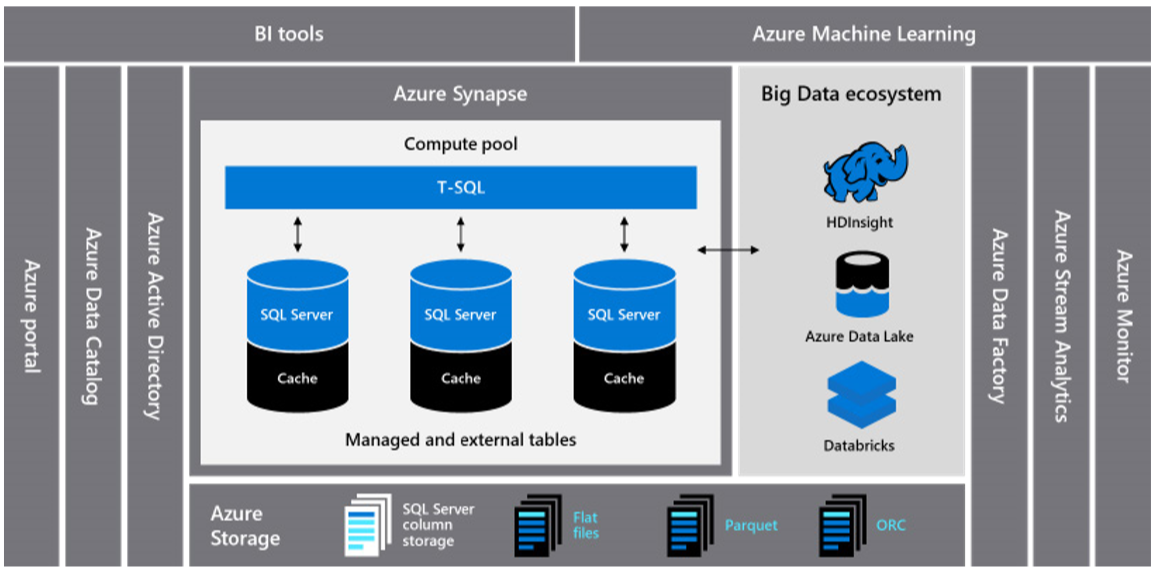 BI tools
Azure Machine Learning
Azure portal
Azure Data Catalog
Azure Active Directory
Azure Synapse
Compute pool
T-SQL
SQL Server
Cache
SQL Server
Cache
SQL Server
Cache
Managed and external tables
Big Data ecosystem
HDInsight
Azure Data Lake
Databricks
Azure Data Factory
Azure Stream Analytics
Azure Monitor
Azure
Storage
SQL Server
column
storage
Flat
files
Parquet
ORC